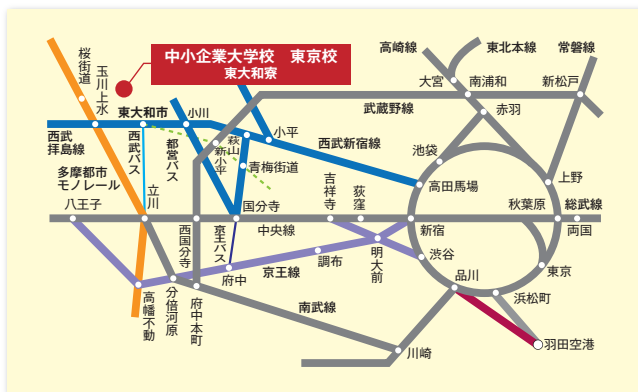 中小企業大学校　東京校
東大和寮
高崎線
東北本線
常磐線
桜街道
玉川上水
大宮
南浦和
新松戸
東大和市
小川
武蔵野線
赤羽
西武
拝島線
西武バス
都営バス
萩山
新小平
小平
西武新宿線
池袋
青梅街道
多摩都市
モノレール
立川
高田馬場
上野
八王子
国分寺
吉祥寺
荻窪
秋葉原
総武線
西国分寺
京王バス
中央線
新宿
両国
調布
明大前
渋谷
京王線
府中
品川
東京
高幡不動
分倍河原
府中本町
南武線
浜松町
川崎
羽田空港